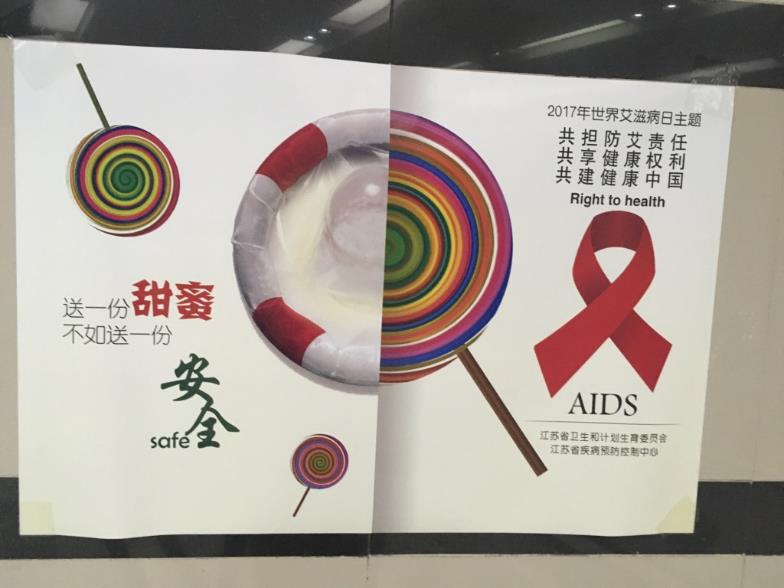 送一份甜蜜
不如送一份
安全
safe
2017年世界艾滋病日主题
共担防艾责任
共享健康权利
共建健康中国
Right to health
AIDS
江苏省卫生和计划生育委员会
江苏省疾病预防控制中心